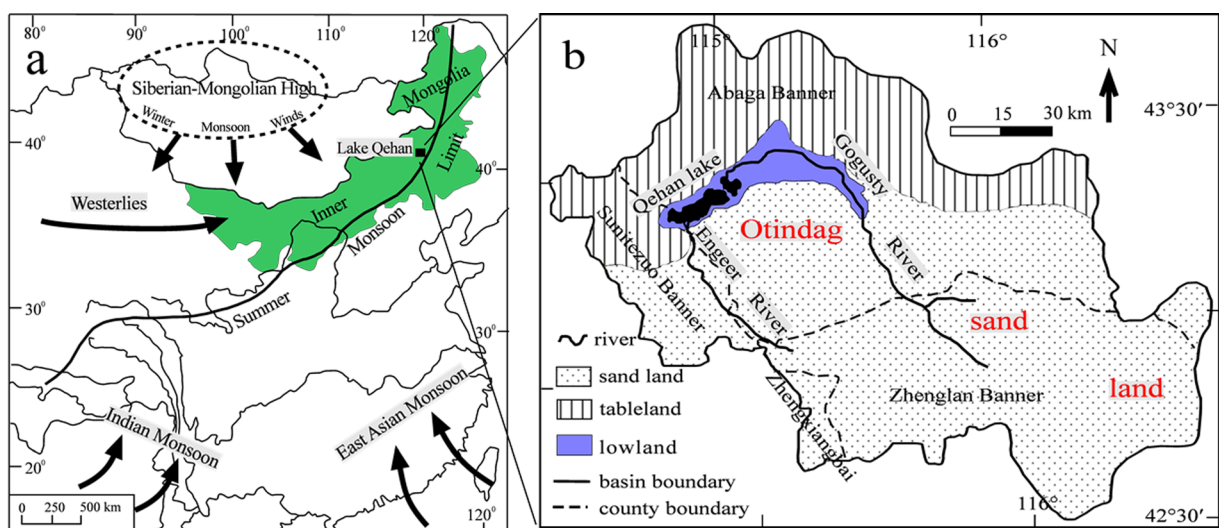 80°
90°
100°
110°
120°
a
Siberian-Mongolian High
Winter Monsoon Winds
50°
40°
40°
Mongolia
Limit
Lake Qehan
Westerlies
Inner
Monsoon
Summer
30°
30°
Indian Monsoon
East Asian Monsoon
20°
0 250 500 km
120°
b
115°
116°
N
43°30′
0 15 30 km
Abaga Banner
Gogusty
River
Qehan lake
Sunitezuo Banner
Engeer
River
Otindag
sand
land
Zhenglan Banner
Zhengxiangbai
river
sand land
tableland
lowland
basin boundary
county boundary
116°
42°30′